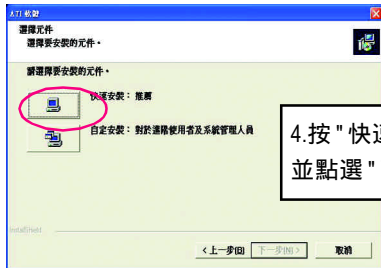 ATI 軟體
選擇元件
選擇要安裝的元件。
請選擇要安裝的元件。
快速安裝： 推薦
自定安裝： 對於進階使用者及系統管理人員
4.按"快速
並點選"
InstallShield
<上一步(B) 下一步(N)> 取消